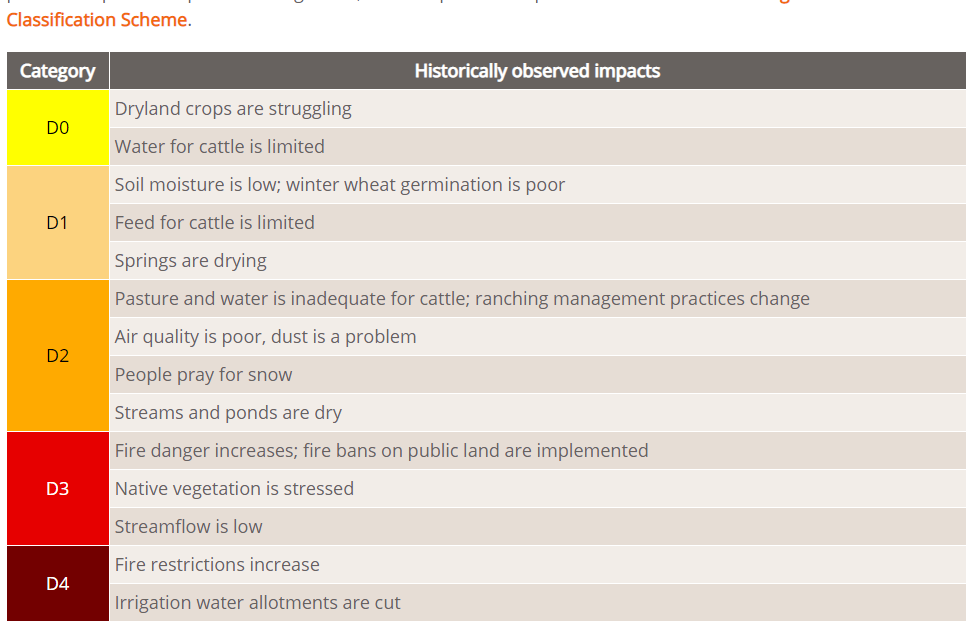 Classification Scheme.
Category Historically observed impacts
D0
Dryland crops are struggling
Water for cattle is limited
D1
Soil moisture is low; winter wheat germination is poor
Feed for cattle is limited
Springs are drying
D2
Pasture and water is inadequate for cattle; ranching management practices change
Air quality is poor, dust is a problem
People pray for snow
Streams and ponds are dry
D3
Fire danger increases; fire bans on public land are implemented
Native vegetation is stressed
Streamflow is low
D4
Fire restrictions increase
Irrigation water allotments are cut